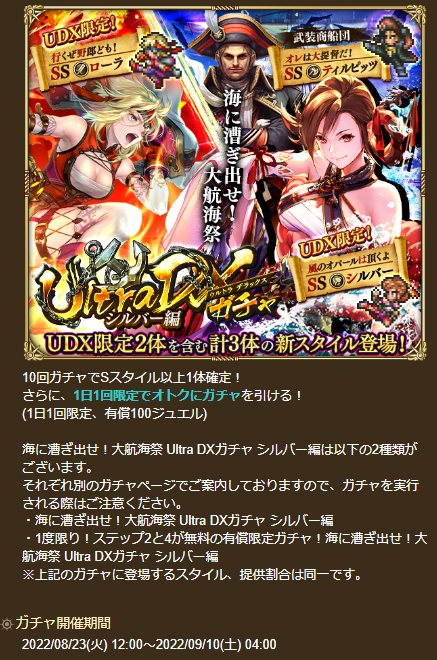 UDX限定!
行くぜ野郎ども!
SS ローラ
武装商船団
オレは大提督だ!
SS ティルピッツ
海に漕ぎ出せ!
大航海祭
UDX限定!
風のオパールは頂くよ
SS シルバー
Ultra DX
ウルトラ デラックス
シルバー編
ガチャ
UDX限定2体を含む計3体の新スタイル登場!
10回ガチャでSスタイル以上1体確定！
さらに、1日1回限定でオトクにガチャを引ける！
(1日1回限定、有償100ジュエル)
海に漕ぎ出せ！大航海祭 Ultra DXガチャ シルバー編は以下の2種類が
ございます。
それぞれ別のガチャページでご案内しておりますので、ガチャを実行
される際はご注意ください。
・海に漕ぎ出せ！大航海祭 Ultra DXガチャ シルバー編
・1度限り！ステップ2と4が無料の有償限定ガチャ！海に漕ぎ出せ！大
航海祭 Ultra DXガチャ シルバー編
※上記のガチャに登場するスタイル、提供割合は同一です。
ガチャ開催期間
2022/08/23(火) 12:00～2022/09/10(土) 04:00